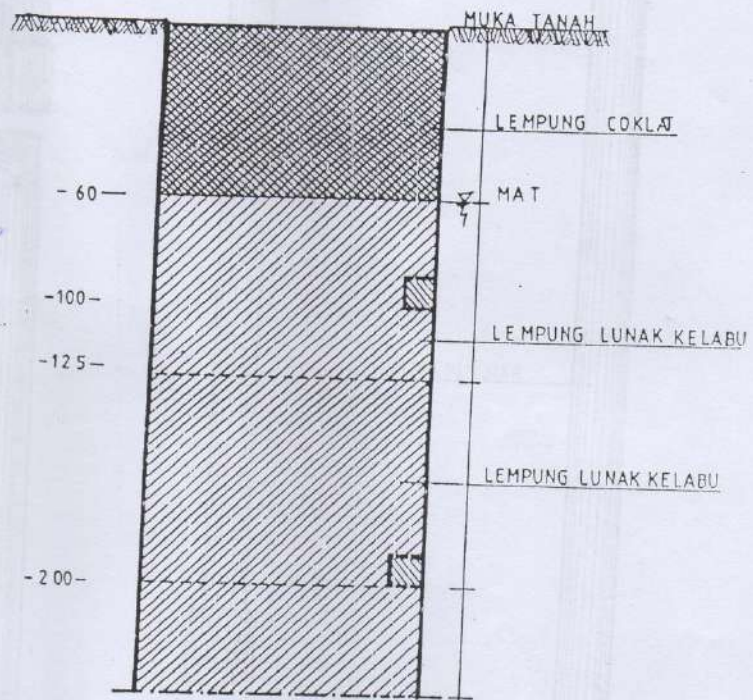 MUKA TANAH
LEMPUNG COKLAT
-60
MAT
-100
LEMPUNG LUNAK KELABU
-125
LEMPUNG LUNAK KELABU
-200